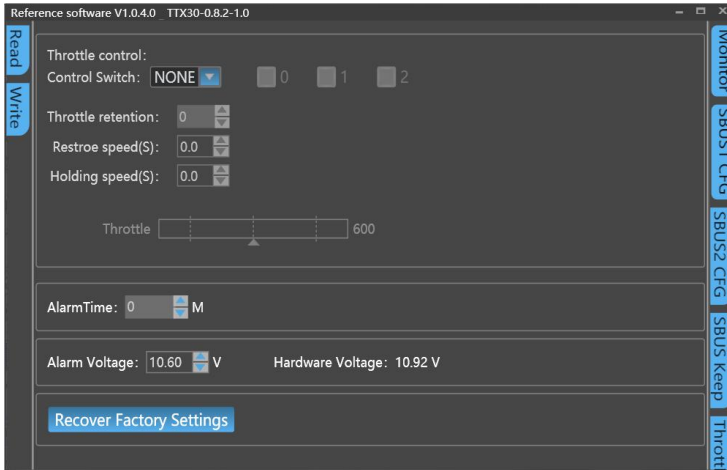 Reference software V1.0.4.0 TTX30-0.8.2-1.0
Read
Write
Throttle control:
Control Switch: NONE 0 1 2
Throttle retention: 0
Restroe speed(S): 0.0
Holding speed(S): 0.0
Throttle 600
AlarmTime: 0 M
Alarm Voltage: 10.60 V Hardware Voltage: 10.92 V
Recover Factory Settings
Monitor
SBUS1 CFG
SBUS2 CFG
SBUS Keep